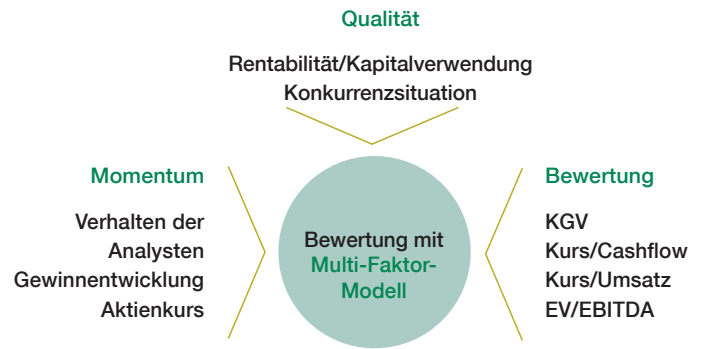 Qualität
Rentabilität/Kapitalverwendung
Konkurrenzsituation
Momentum
Verhalten der
Analysten
Gewinnentwicklung
Aktienkurs
Bewertung mit
Multi-Faktor-
Modell
Bewertung
KGV
Kurs/Cashflow
Kurs/Umsatz
EV/EBITDA